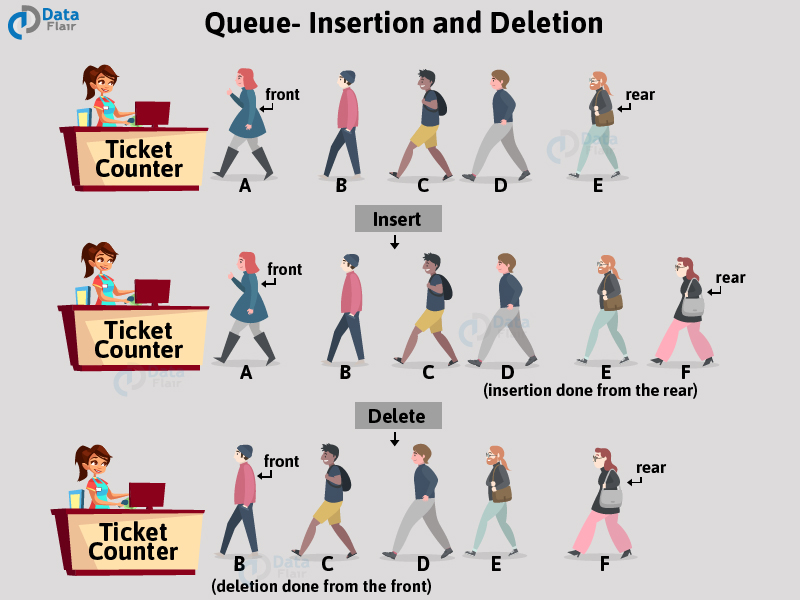 Data
Flair
Queue- Insertion and Deletion
front
rear
Ticket
Counter
A B C D E
Data
Flair
Insert
front
rear
Ticket
Counter
A B C D E F
Data
Flair
Data
Flair
(insertion done from the rear)
Delete
front
rear
Ticket
Counter
B C D E F
Data
Flair
(deletion done from the front)